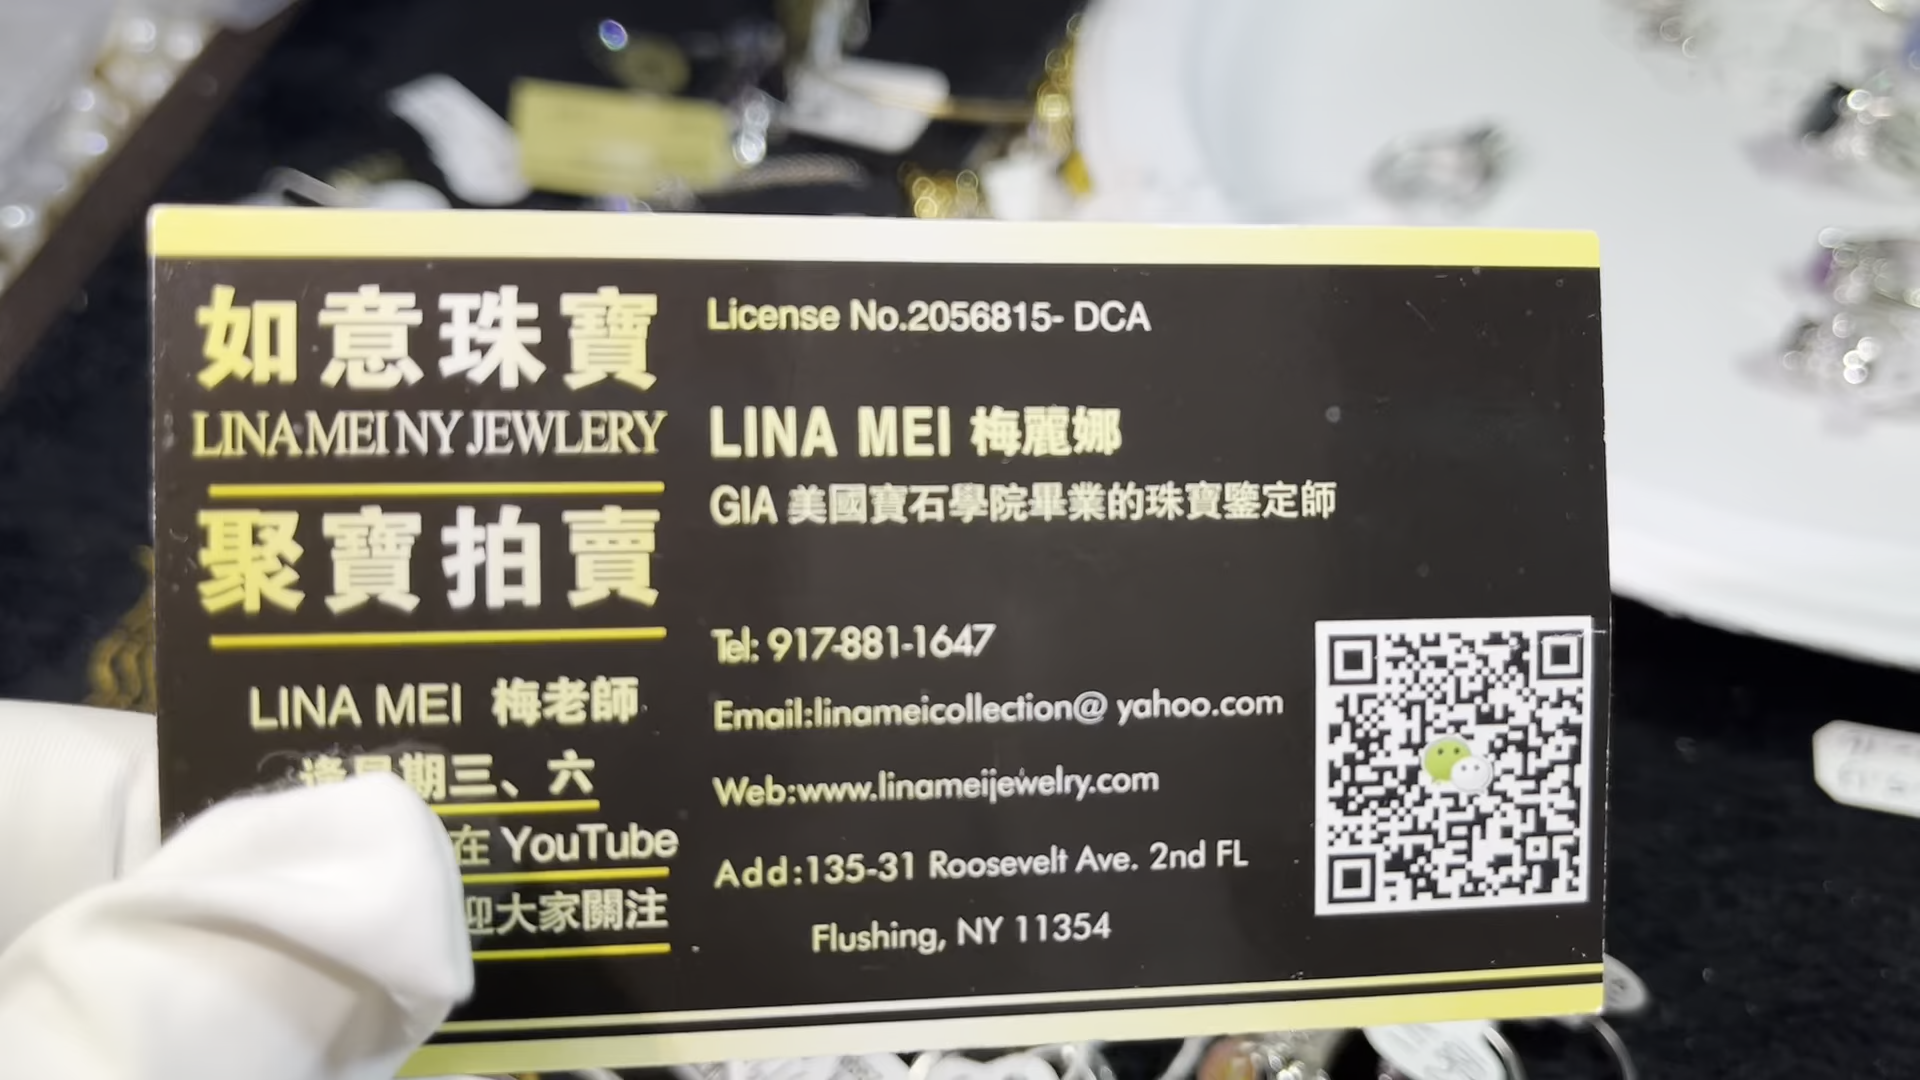 如意珠寶
LINA MEI NY JEWLERY
聚寶拍賣
LINA MEI 梅老師
逢星期三、六
在 YouTube
迎大家關注
License No.2056815- DCA
LINA MEI 梅麗娜
GIA 美國寶石學院畢業的珠寶鑒定師
Tel: 917-881-1647
Email:linameicollection@ yahoo.com
Web:www.linameijewelry.com
Add:135-31 Roosevelt Ave. 2nd FL
Flushing, NY 11354